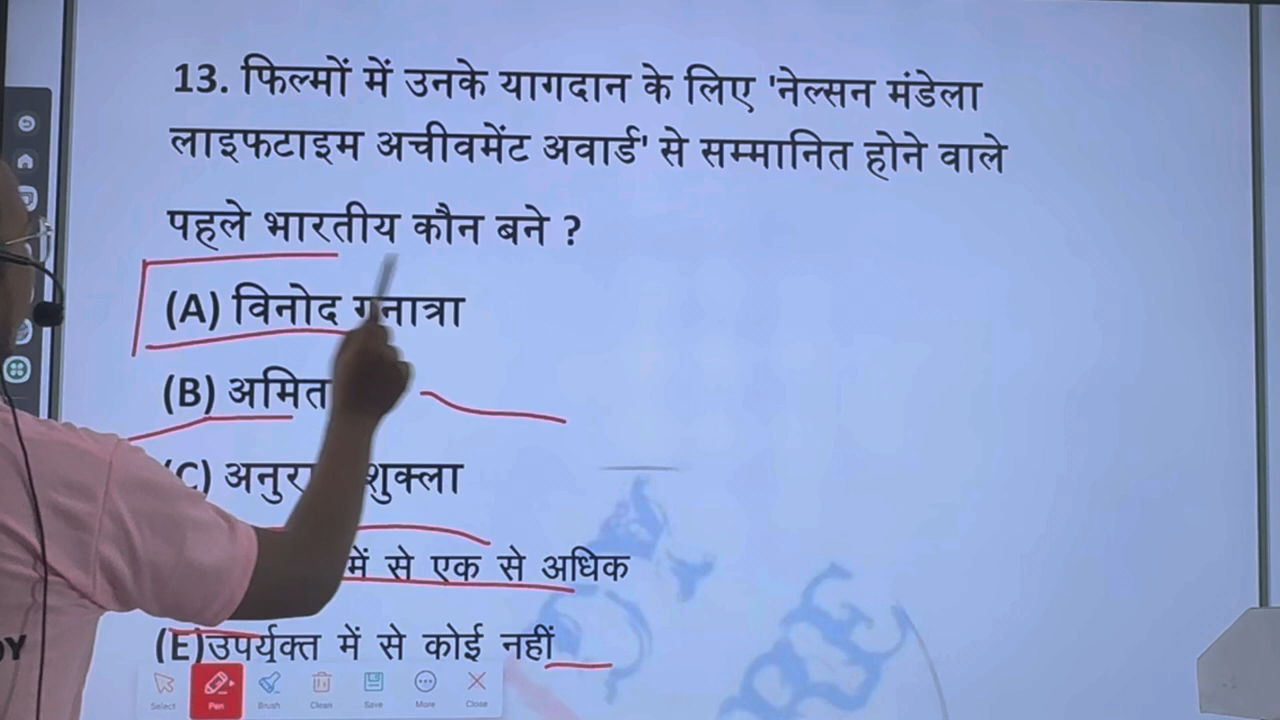 13. फिल्मों में उनके यागदान के लिए 'नेल्सन मंडेला
लाइफटाइम अचीवमेंट अवार्ड' से सम्मानित होने वाले
पहले भारतीय कौन बने ?
(A) विनोद गनात्रा
(B) अमित
(C) शुक्ला
में से एक से अधिक
(E)उपर्युक्त में से कोई नहीं
Select Pen Brush Clean Save More Close